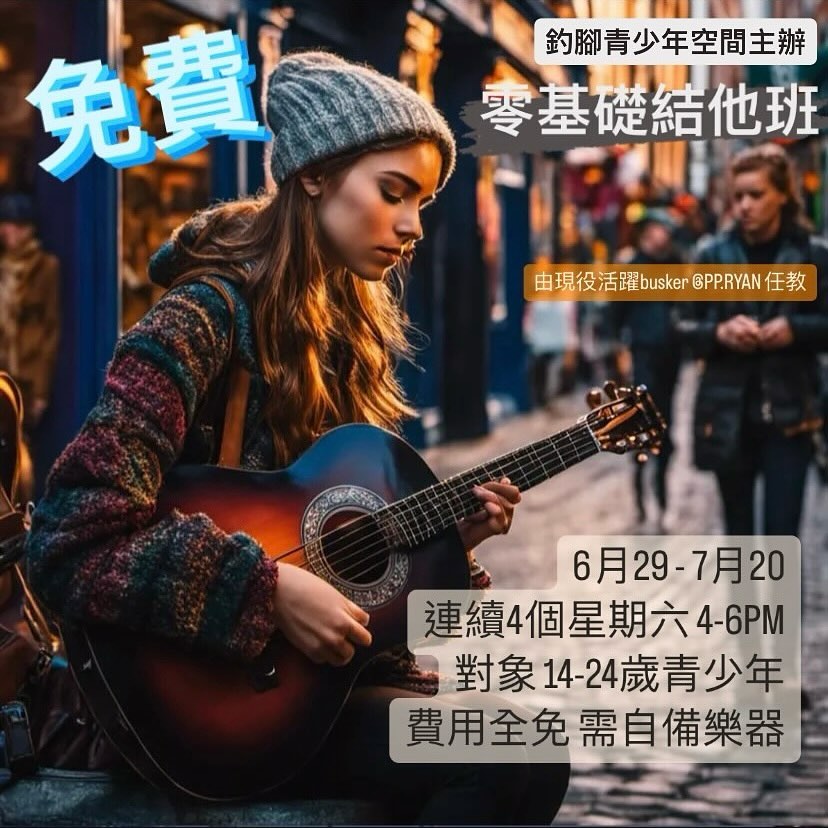 免費
釣腳青少年空間主辦
零基礎結他班
由現役活躍busker @PP.RYAN 任教
6月29 - 7月20
連續4個星期六 4-6PM
對象 14-24歲青少年
費用全免 需自備樂器